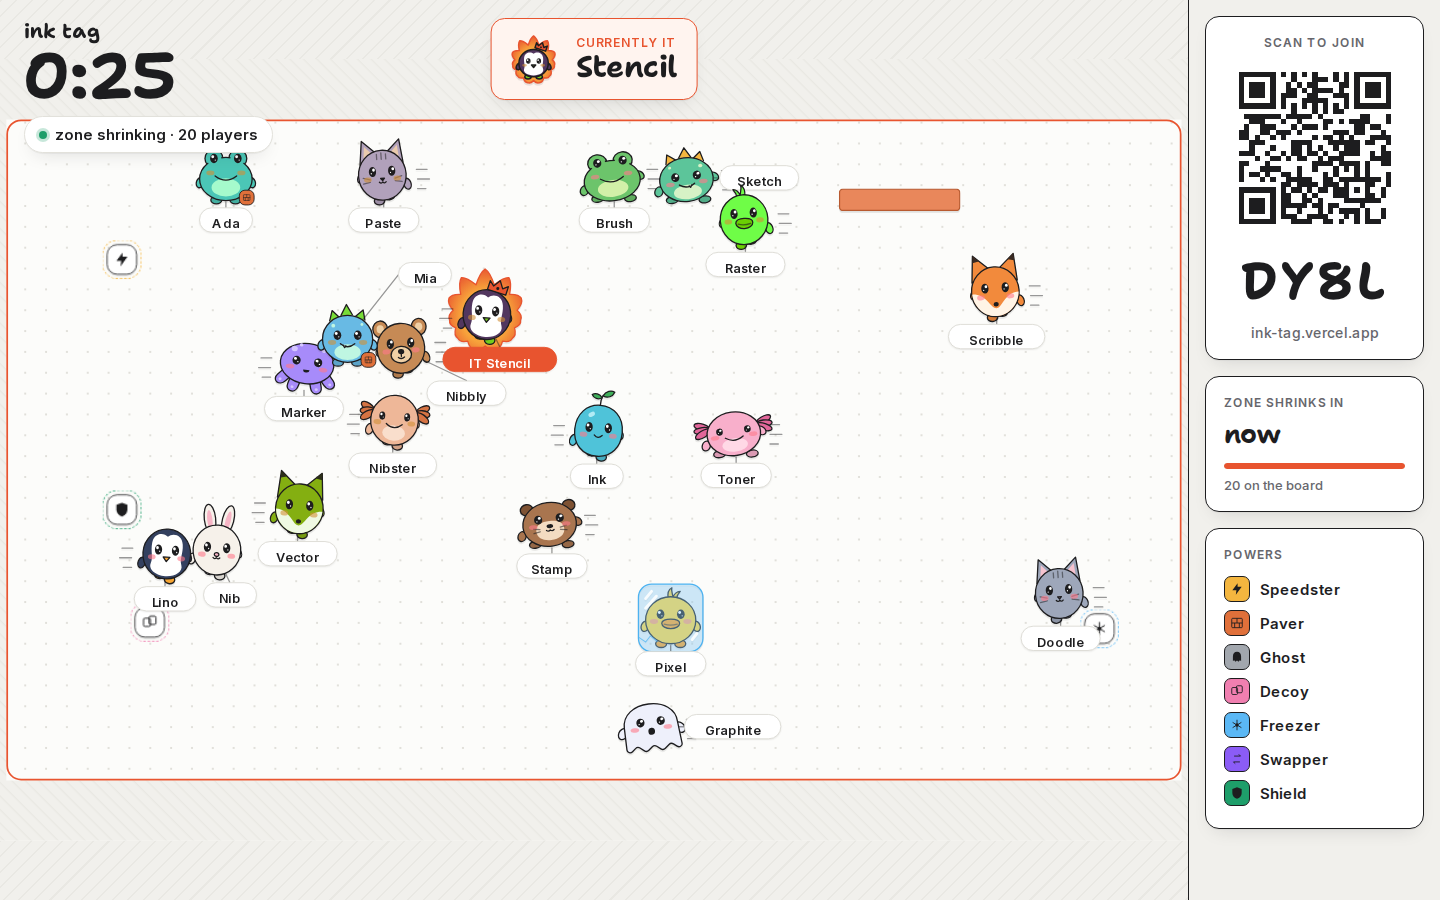 ink tag
0:25
CURRENTLY IT
Stencil
zone shrinking · 20 players
Ada
Paste
Brush
Sketch
Raster
Mia
Scribble
IT Stencil
Marker
Nibbly
Nibster
Ink
Toner
Vector
Stamp
Lino
Nib
Pixel
Doodle
Graphite
SCAN TO JOIN
DY8L
ink-tag.vercel.app
ZONE SHRINKS IN
now
20 on the board
POWERS
Speedster
Paver
Ghost
Decoy
Freezer
Swapper
Shield